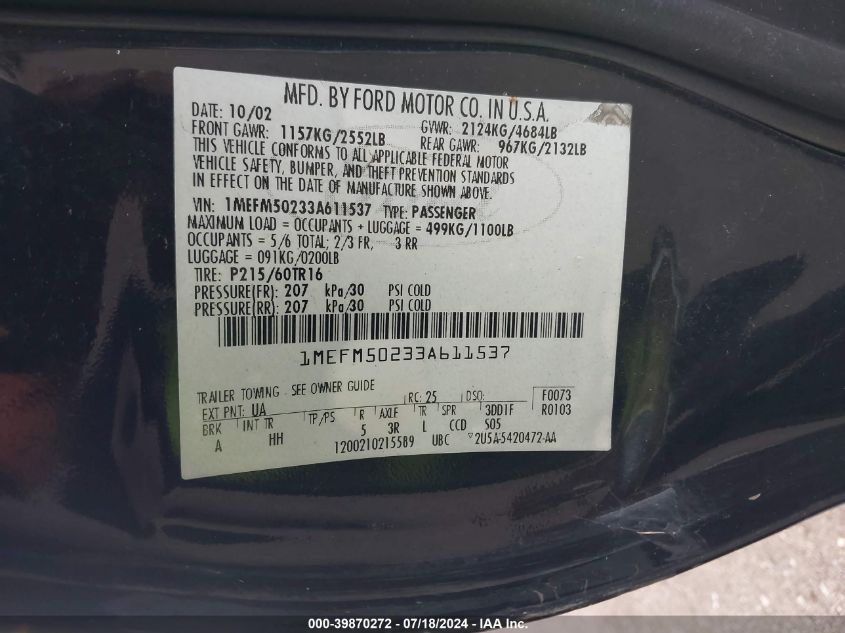 MFD. BY FORD MOTOR CO. IN U.S.A.
DATE: 10/02 GVWR: 2124KG/4684LB
FRONT GAWR: 1157KG/2552LB REAR GAWR: 967KG/2132LB
THIS VEHICLE CONFORMS TO ALL APPLICABLE FEDERAL MOTOR
VEHICLE SAFETY, BUMPER, AND THEFT PREVENTION STANDARDS
IN EFFECT ON THE DATE OF MANUFACTURE SHOWN ABOVE.
VIN: 1MEFM50233A611537 TYPE: PASSENGER
MAXIMUM LOAD = OCCUPANTS + LUGGAGE = 499KG/1100LB
OCCUPANTS = 5/6 TOTAL; 2/3 FR, 3 RR
LUGGAGE = 091KG/0200LB
TIRE: P215/60TR16
PRESSURE(FR): 207 kPa/30 PSI COLD
PRESSURE(RR): 207 kPa/30 PSI COLD
1MEFM50233A611537
TRAILER TOWING - SEE OWNER GUIDE
EXT PNT: UA RC: 25 DSO: F0073
BRK INT TR TP/PS R AXLE TR SPR 3DD1F R0103
A HH 5 3R L CCD S05
1200210215589 UBC 2U5A-5420472-AA
000-39870272 - 07/18/2024 - IAA Inc.